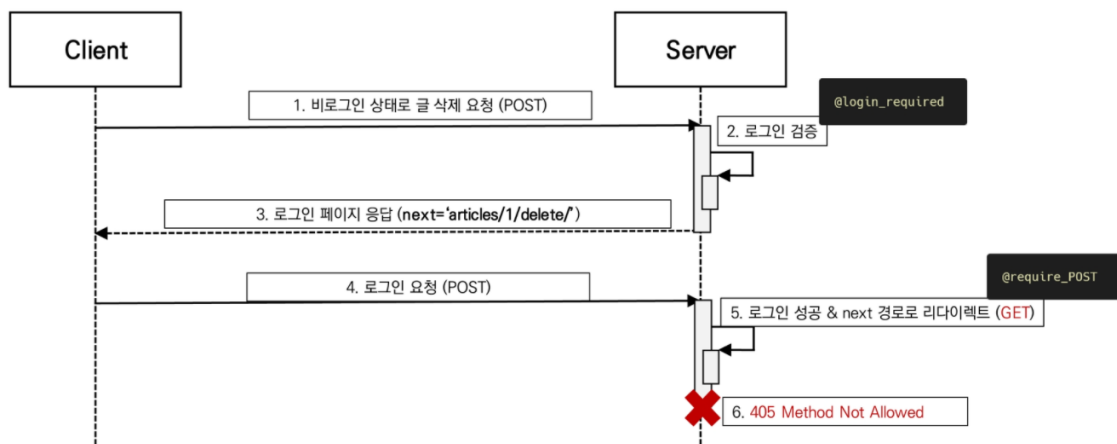 Client
Server
@login_required
1. 비로그인 상태로 글 삭제 요청 (POST)
2. 로그인 검증
3. 로그인 페이지 응답 (next=‘articles/1/delete/’)
@require_POST
4. 로그인 요청 (POST)
5. 로그인 성공 & next 경로로 리다이렉트 (GET)
6. 405 Method Not Allowed